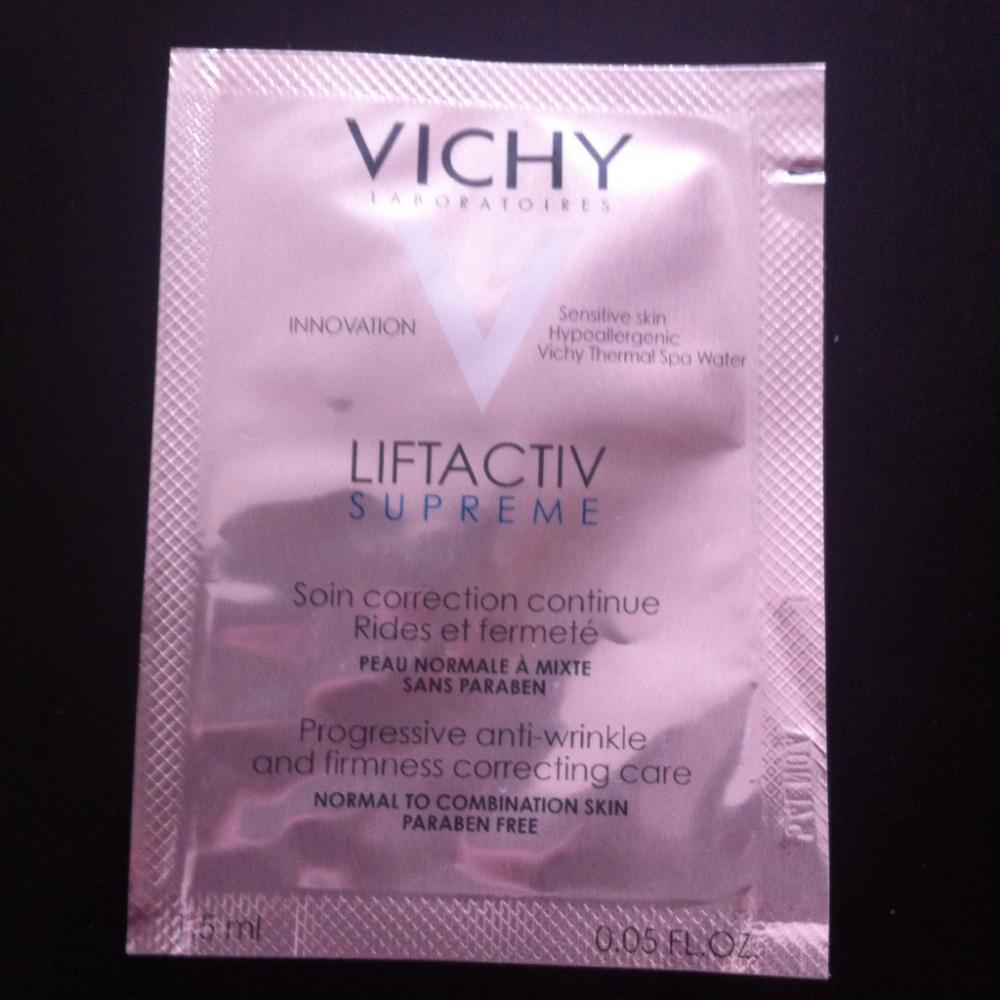 VICHY
LABORATOIRES
INNOVATION
Sensitive skin
Hypoallergenic
Vichy Thermal Spa Water
LIFTACTIV
SUPREME
Soin correction continue
Rides et fermeté
PEAU NORMALE À MIXTE
SANS PARABEN
Progressive anti-wrinkle
and firmness correcting care
NORMAL TO COMBINATION SKIN
PARABEN FREE
1.5 ml
0.05 FL.OZ.